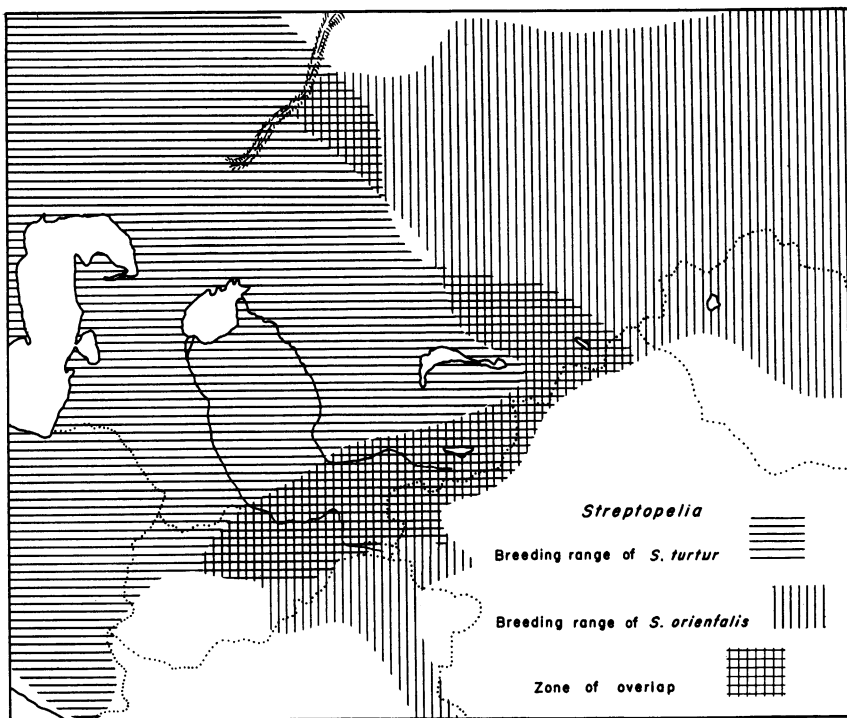 Streptopelia
Breeding range of S. turtur
Breeding range of S. orientalis
Zone of overlap